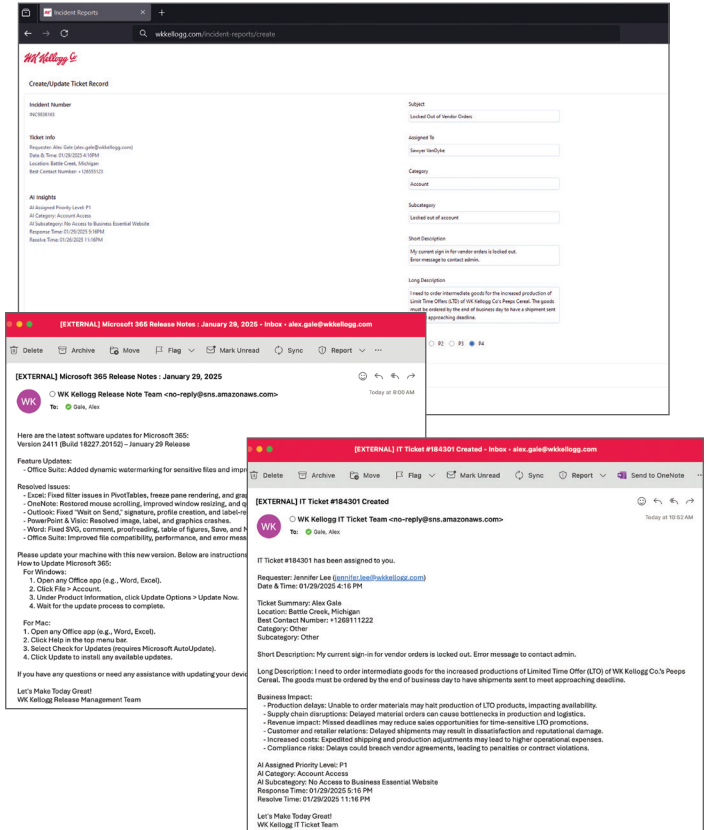 Incident Reports
wkkellogg.com/incident-reports/create
WK Kellogg Co
Create/Update Ticket Record
Incident Number
Ticket Info
Requester: Alex Gale (alex.gale@wkkellogg.com)
Date & Time: 01/29/2025 4:16PM
Location: Battle Creek, Michigan
Best Contact Number:
AI Insights
AI Assigned Priority Level: P1
AI Category: Account Access
AI Subcategory: No Access to Business Essential Website
Response Time: 01/29/2025 5:16PM
Resolve Time: 11:16PM
Subject
Locked Out of Vendor Orders
Assigned To
Sawyer VanDyke
Category
Account
Subcategory
Locked out of account
Short Description
My current sign in for vendor orders is locked out.
Error message to contact admin.
Long Description
I need to order intermediate goods for the increased production of
Limit Time Offers (LTO) of WK Kellogg Co's Peeps Cereal. The goods
must be ordered by the end of business day to have a shipment sent
approaching deadline.
P2 P3 P4
[EXTERNAL] Microsoft 365 Release Notes : January 29, 2025 - Inbox • alex.gale@wkkellogg.com
Delete Archive Move Flag Mark Unread Sync Report
[EXTERNAL] Microsoft 365 Release Notes : January 29, 2025
WK
WK Kellogg Release Note Team <no-reply@sns.amazonaws.com>
To: Gale, Alex
Today at 9:00 AM
Here are the latest software updates for Microsoft 365:
Version 2411 (Build 18227.20152) – January 29 Release
Feature Updates:
- Office Suite: Added dynamic watermarking for sensitive files and impr
Resolved Issues:
- Excel: Fixed filter issues in PivotTables, freeze pane rendering, and gra
- OneNote: Restored mouse scrolling, improved window resizing, and q
- Outlook: Fixed "Wait on Send," signature, profile creation, and label-re
- PowerPoint & Visio: Resolved image, label, and graphics crashes.
- Word: Fixed SVG, comment, proofreading, table of figures, Save, and M
- Office Suite: Improved file compatibility, performance, and error mess
Please update your machine with this new version. Below are instructions
How to Update Microsoft 365:
For Windows:
1. Open any Office app (e.g., Word, Excel).
2. Click File > Account.
3. Under Product Information, click Update Options > Update Now.
4. Wait for the update process to complete.
For Mac:
1. Open any Office app (e.g., Word, Excel).
2. Click Help in the top menu bar.
3. Select Check for Updates (requires Microsoft AutoUpdate).
4. Click Update to install any available updates.
If you have any questions or need any assistance with updating your devic
Let's Make Today Great!
WK Kellogg Release Management Team
[EXTERNAL] IT Ticket #184301 Created - Inbox • alex.gale@wkkellogg.com
Delete Archive Move Flag Mark Unread Sync Report Send to OneNote
[EXTERNAL] IT Ticket #184301 Created
WK
WK Kellogg IT Ticket Team <no-reply@sns.amazonaws.com>
To: Gale, Alex
Today at 10:52 AM
IT Ticket #184301 has been assigned to you.
Requester: Jennifer Lee (jennifer.lee@wkkellogg.com)
Date & Time: 01/29/2025 4:16 PM
Ticket Summary: Alex Gale
Location: Battle Creek, Michigan
Best Contact Number: +1269111222
Category: Other
Subcategory: Other
Short Description: My current sign-in for vendor orders is locked out. Error message to contact admin.
Long Description: I need to order intermediate goods for the increased productions of Limited Time Offer (LTO) of WK Kellogg Co.'s Peeps
Cereal. The goods must be ordered by the end of business day to have shipments sent to meet approaching deadline.
Business Impact:
- Production delays: Unable to order materials may halt production of LTO products, impacting availability.
- Supply chain disruptions: Delayed material orders can cause bottlenecks in production and logistics.
- Revenue impact: Missed deadlines may reduce sales opportunities for time-sensitive LTO promotions.
- Customer and retailer relations: Delayed shipments may result in dissatisfaction and reputational damage.
- Increased costs: Expedited shipping and production adjustments may lead to higher operational expenses.
- Compliance risks: Delays could breach vendor agreements, leading to penalties or contract violations.
AI Assigned Priority Level: P1
AI Category: Account Access
AI Subcategory: No Access to Business Essential Website
Response Time: 01/29/2025 5:16 PM
Resolve Time: 01/29/2025 11:16 PM
Let's Make Today Great!
WK Kellogg IT Ticket Team